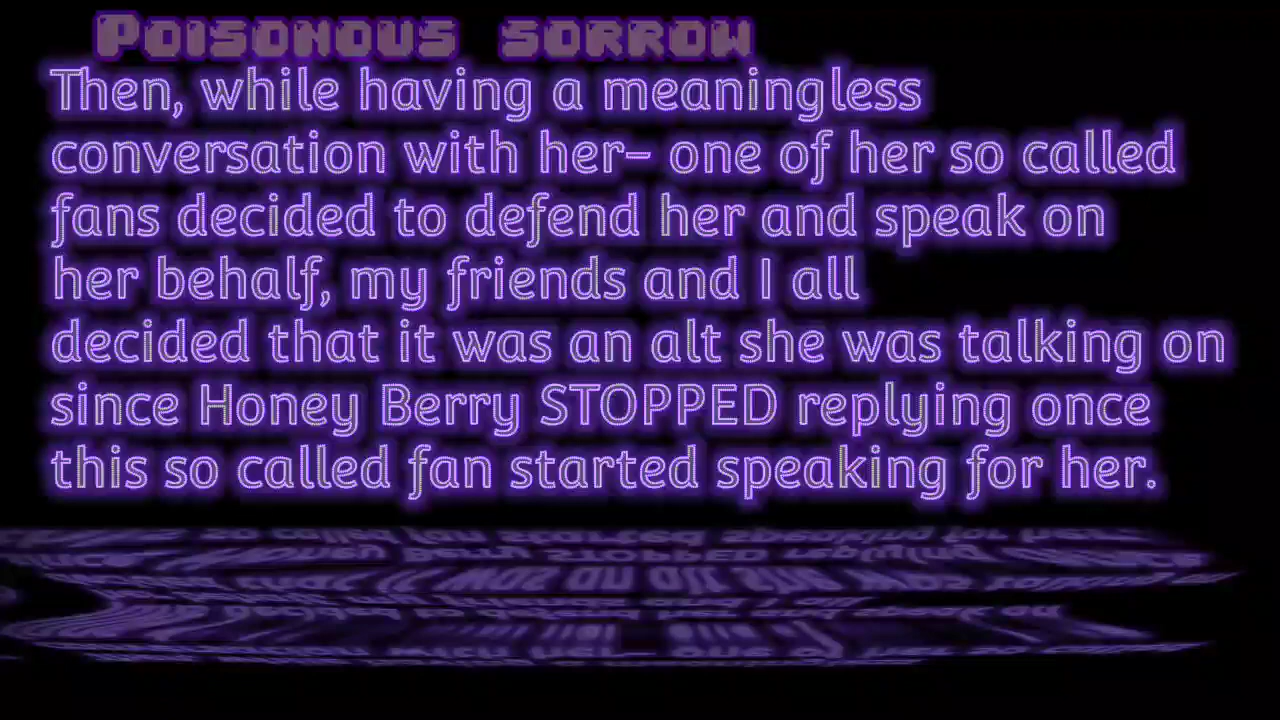 Poisonous sorrow
Then, while having a meaningless
conversation with her– one of her so called
fans decided to defend her and speak on
her behalf, my friends and I all
decided that it was an alt she was talking on
since Honey Berry STOPPED replying once
this so called fan started speaking for her.